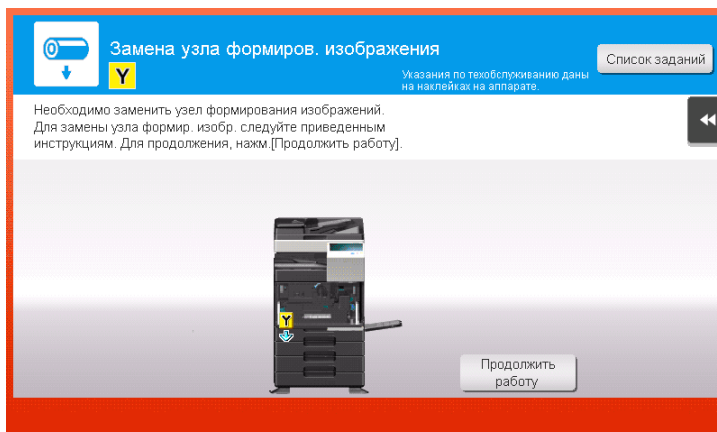 Замена узла формиров. изображения
Y
Указания по техобслуживанию даны
на наклейках на аппарате.
Список заданий
Необходимо заменить узел формирования изображений.
Для замены узла формир. изобр. следуйте приведенным
инструкциям. Для продолжения, нажм.[Продолжить работу].
Y
Продолжить
работу